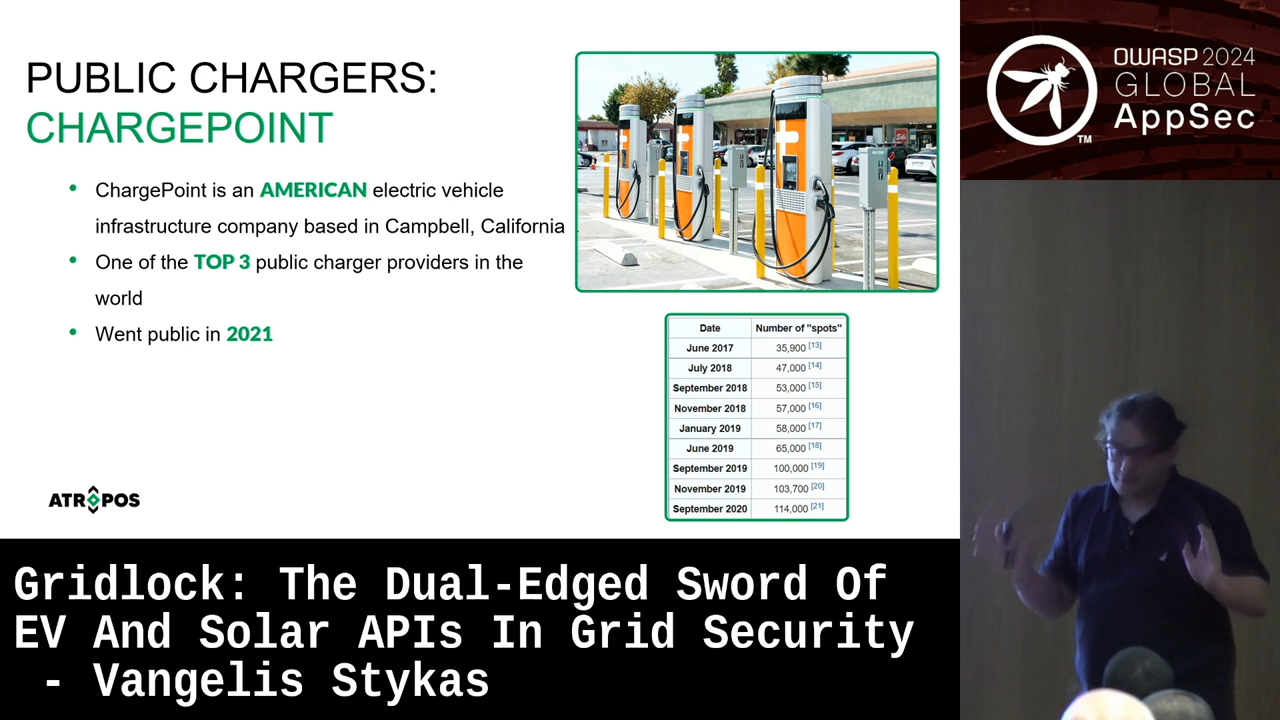 PUBLIC CHARGERS:
CHARGEPOINT
• ChargePoint is an AMERICAN electric vehicle
infrastructure company based in Campbell, California
• One of the TOP 3 public charger providers in the
world
• Went public in 2021
Date Number of "spots"
June 2017 35,900 [13]
July 2018 47,000 [14]
September 2018 53,000 [15]
November 2018 57,000 [16]
January 2019 58,000 [17]
June 2019 65,000 [18]
September 2019 100,000 [19]
November 2019 103,700 [20]
September 2020 114,000 [21]
ATROPOS
OWASP 2024
GLOBAL
AppSec
TM
Gridlock: The Dual-Edged Sword Of
EV And Solar APIs In Grid Security
- Vangelis Stykas